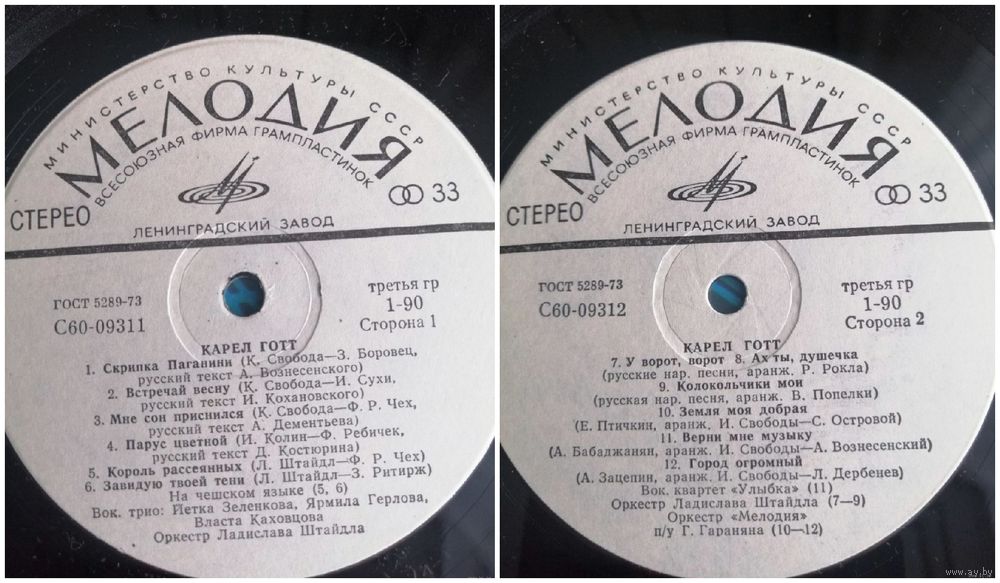 МИНИСТЕРСТВО КУЛЬТУРЫ СССР
МЕЛОДИЯ
ВСЕСОЮЗНАЯ ФИРМА ГРАМПЛАСТИНОК
СТЕРЕО
33
ЛЕНИНГРАДСКИЙ ЗАВОД
ГОСТ 5289-73
третья гр
С60-09311
1-90
Сторона 1
КАРЕЛ ГОТТ
1. Скрипка Паганини (К. Свобода—З. Боровец,
русский текст А. Вознесенского)
2. Встречай весну (К. Свобода—И. Сухи,
русский текст И. Кохановского)
3. Мне сон приснился (К. Свобода—Ф. Р. Чех,
русский текст А. Дементьева)
4. Парус цветной (И. Колин—Ф. Ребичек,
русский текст Д. Костюрина)
5. Король рассеянных (Л. Штайдл—Ф. Р. Чех)
6. Завидую твоей тени (Л. Штайдл—З. Ритирж)
На чешском языке (5, 6)
Вок. трио: Йетка Зеленкова, Ярмила Герлова,
Власта Каховцова
Оркестр Ладислава Штайдла
МИНИСТЕРСТВО КУЛЬТУРЫ СССР
МЕЛОДИЯ
ВСЕСОЮЗНАЯ ФИРМА ГРАМПЛАСТИНОК
СТЕРЕО
33
ЛЕНИНГРАДСКИЙ ЗАВОД
ГОСТ 5289-73
третья гр
С60-09312
1-90
Сторона 2
КАРЕЛ ГОТТ
7. У ворот, ворот 8. Ах ты, душечка
(русские нар. песни, аранж. Р. Рокла)
9. Колокольчики мои
(русская нар. песня, аранж. В. Попелки)
10. Земля моя добрая
(Е. Птичкин, аранж. И. Свободы—С. Островой)
11. Верни мне музыку
(А. Бабаджанян, аранж. И. Свободы—А. Вознесенский)
12. Город огромный
(А. Зацепин, аранж. И. Свободы—Л. Дербенев)
Вок. квартет «Улыбка» (11)
Оркестр Ладислава Штайдла (7—9)
Оркестр «Мелодия»
п/у Г. Гараняна (10—12)
www.ay.by